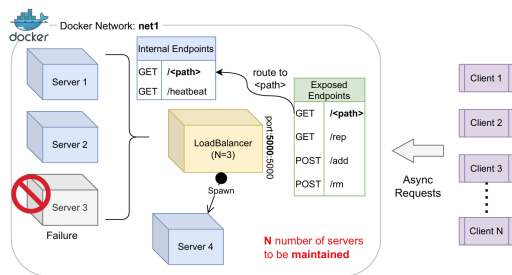 docker
Docker Network: net1
Server 1
Server 2
Server 3
Failure
Internal Endpoints
GET /<path>
GET /heatbeat
route to
<path>
Exposed
Endpoints
GET /<path>
GET /rep
POST /add
POST /rm
LoadBalancer
(N=3)
port:5000:5000
Spawn
Server 4
N number of servers
to be maintained
Async
Requests
Client 1
Client 2
Client 3
Client N